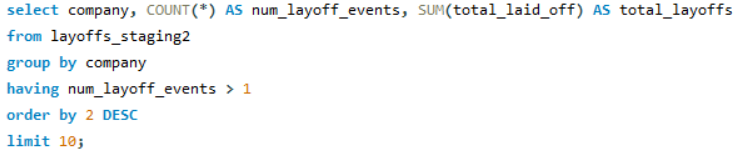 select company, COUNT(*) AS num_layoff_events, SUM(total_laid_off) AS total_layoffs
from layoffs_staging2
group by company
having num_layoff_events > 1
order by 2 DESC
limit 10;